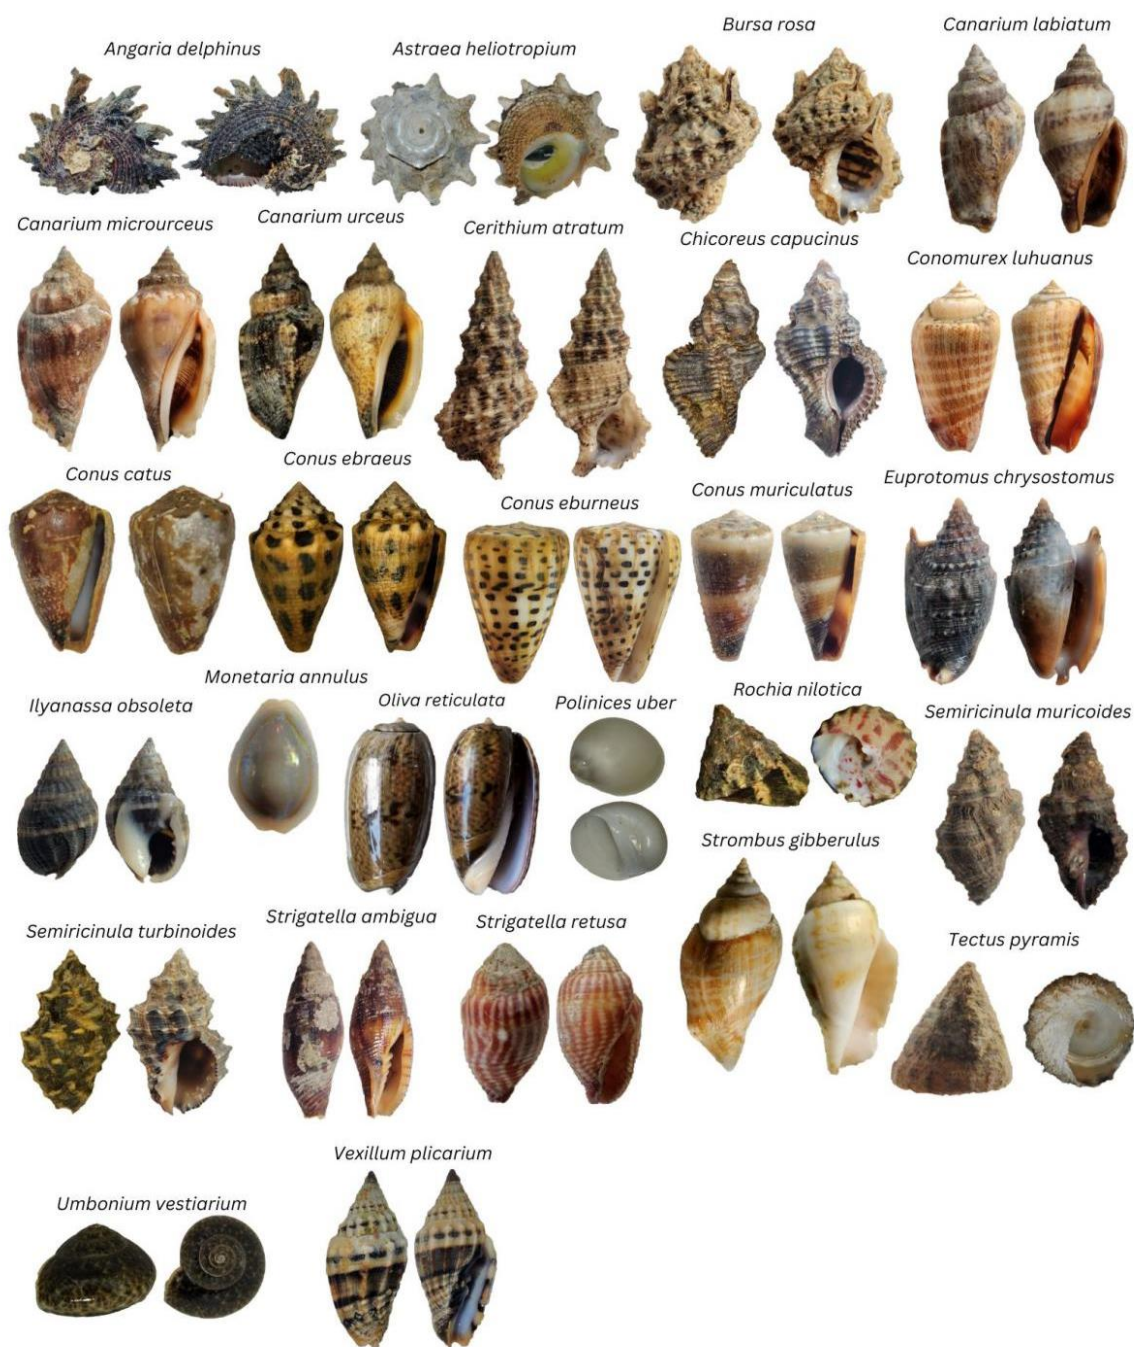 Angaria delphinus
Astraea heliotropium
Bursa rosa
Canarium labiatum
Canarium microurceus
Canarium urceus
Cerithium atratum
Chicoreus capucinus
Conomurex luhuanus
Conus catus
Conus ebraeus
Conus eburneus
Conus muriculatus
Euprotomus chrysostomus
Ilyanassa obsoleta
Monetaria annulus
Oliva reticulata
Polinices uber
Rochia nilotica
Semiricinula muricoides
Strombus gibberulus
Semiricinula turbinoides
Strigatella ambigua
Strigatella retusa
Tectus pyramis
Umbonium vestiarium
Vexillum plicarium